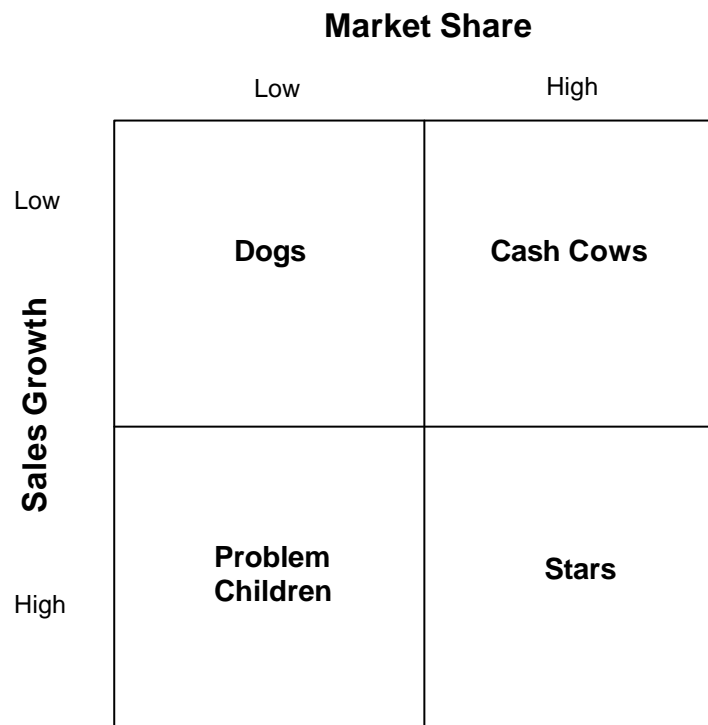 Market Share
Low
High
Low
Dogs
Cash Cows
Sales Growth
Problem
Children
Stars
High